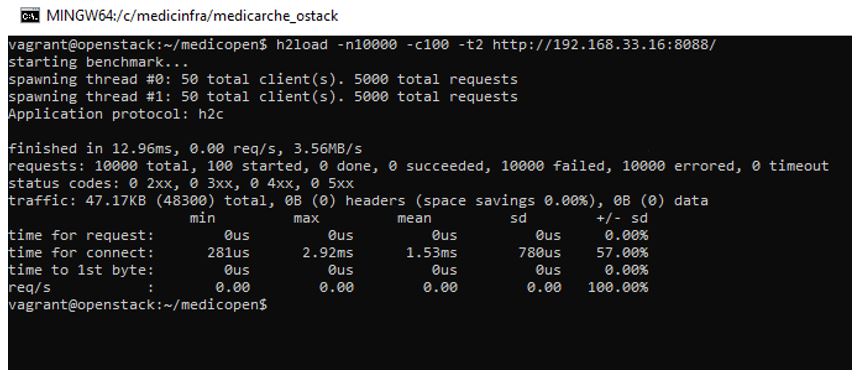 MINGW64:/c/medicinfra/medicarche_ostack
vagrant@openstack:~/medicopen$ h2load -n10000 -c100 -t2 http://192.168.33.16:8088/
starting benchmark...
spawning thread #0: 50 total client(s). 5000 total requests
spawning thread #1: 50 total client(s). 5000 total requests
Application protocol: h2c
finished in 12.96ms, 0.00 req/s, 3.56MB/s
requests: 10000 total, 100 started, 0 done, 0 succeeded, 10000 failed, 10000 errored, 0 timeout
status codes: 0 2xx, 0 3xx, 0 4xx, 0 5xx
traffic: 47.17KB (48300) total, 0B (0) headers (space savings 0.00%), 0B (0) data
min max mean sd +/- sd
time for request: 0us 0us 0us 0us 0.00%
time for connect: 281us 2.92ms 1.53ms 780us 57.00%
time to 1st byte: 0us 0us 0us 0us 0.00%
req/s : 0.00 0.00 0.00 0.00 100.00%
vagrant@openstack:~/medicopen$